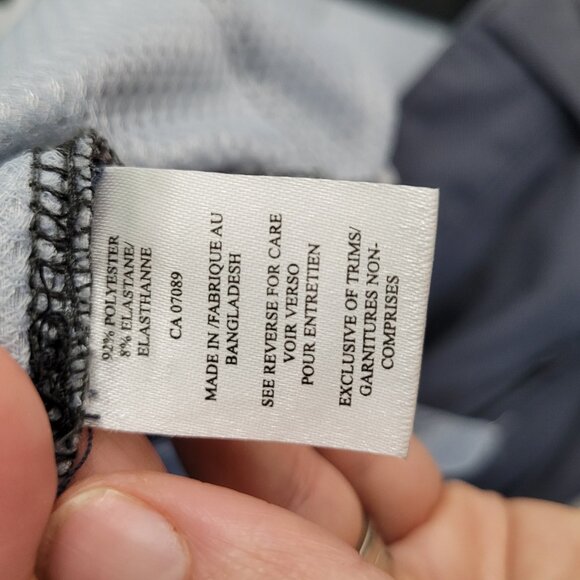 92% POLYESTER
8% ELASTANE/
ELASTHANNE
CA 07089
MADE IN /FABRIQUE AU
BANGLADESH
SEE REVERSE FOR CARE
VOIR VERSO
POUR ENTRETIEN
EXCLUSIVE OF TRIMS/
GARNITURES NON-
COMPRISES